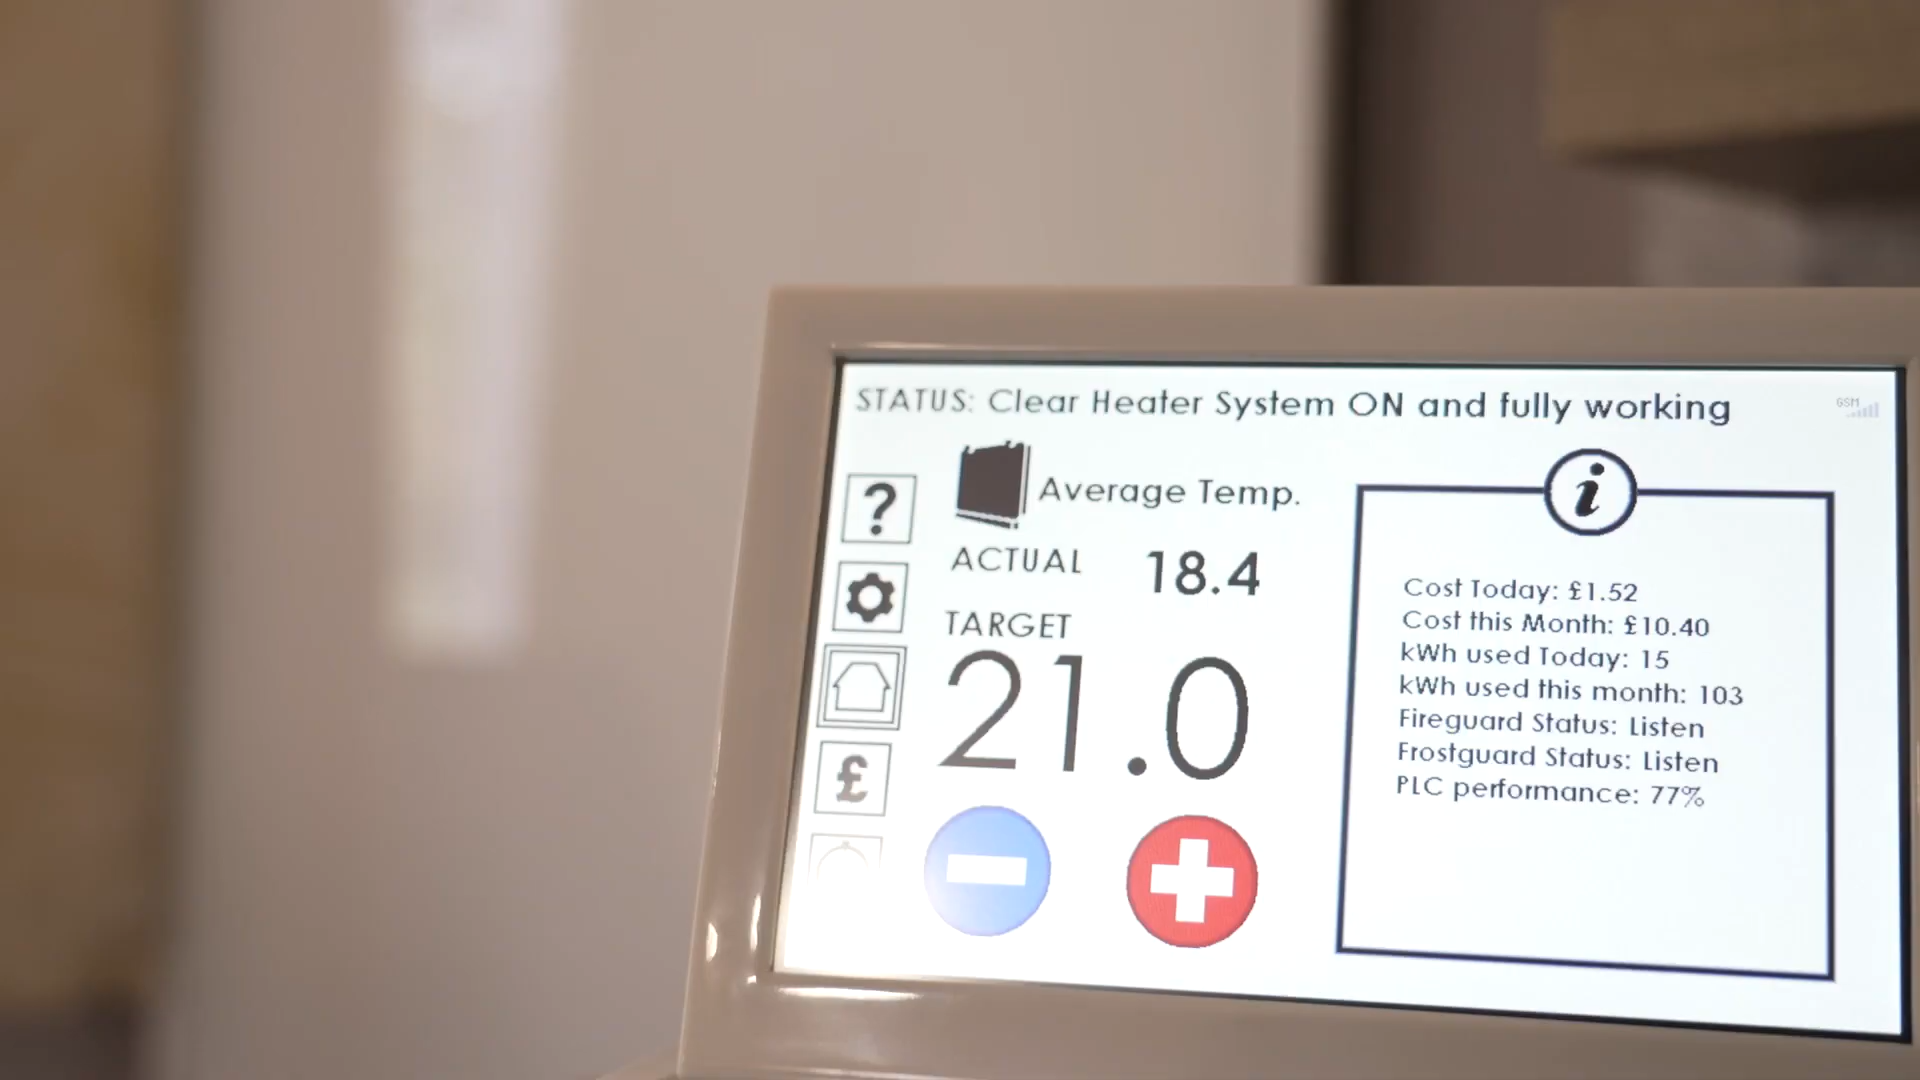 STATUS: Clear Heater System ON and fully working
GSM
?
Average Temp.
ACTUAL 18.4
TARGET
21.0
£
i
Cost Today: £1.52
Cost this Month: £10.40
kWh used Today: 15
kWh used this month: 103
Fireguard Status: Listen
Frostguard Status: Listen
PLC performance: 77%